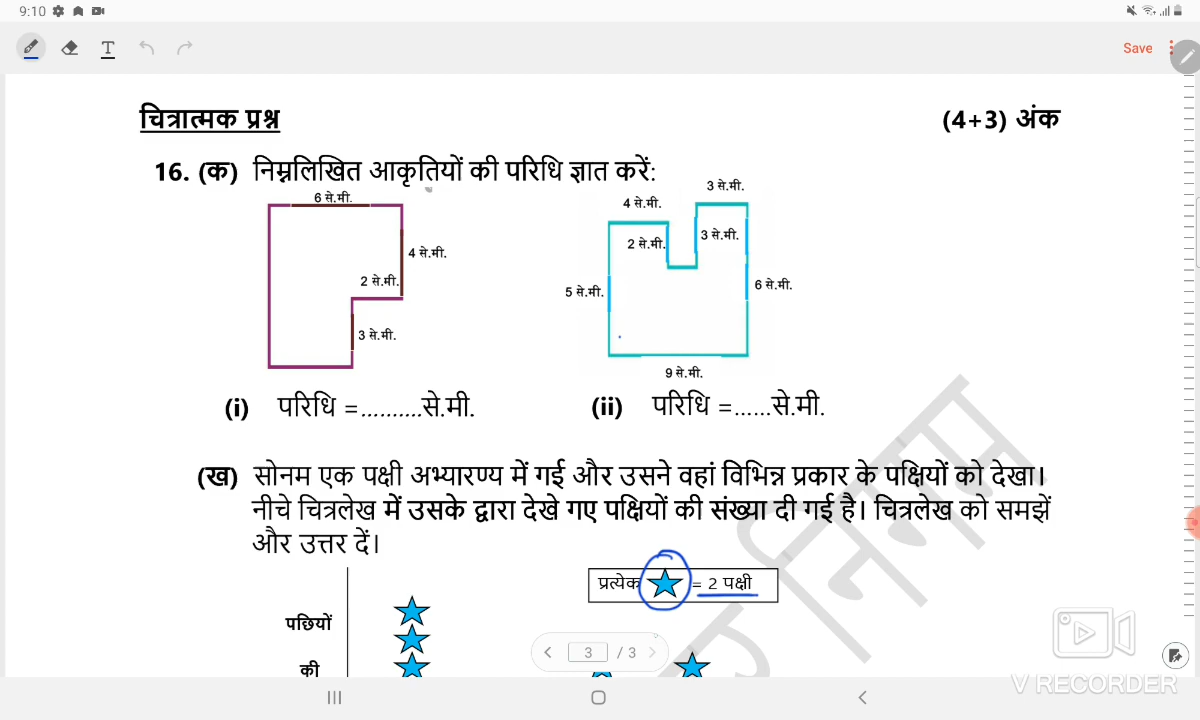 9:10
T
Save
चित्रात्मक प्रश्न (4+3) अंक
16. (क) निम्नलिखित आकृतियों की परिधि ज्ञात करें:
6 से.मी.
4 से.मी.
2 से.मी.
3 से.मी.
3 से.मी.
4 से.मी.
2 से.मी.
3 से.मी.
5 से.मी.
6 से.मी.
9 से.मी.
(i) परिधि =..........से.मी.
(ii) परिधि =......से.मी.
(ख) सोनम एक पक्षी अभ्यारण्य में गई और उसने वहां विभिन्न प्रकार के पक्षियों को देखा।
नीचे चित्रलेख में उसके द्वारा देखे गए पक्षियों की संख्या दी गई है। चित्रलेख को समझें
और उत्तर दें।
प्रत्येक = 2 पक्षी
पछियों
की
3 / 3
निगम
V RECORDER